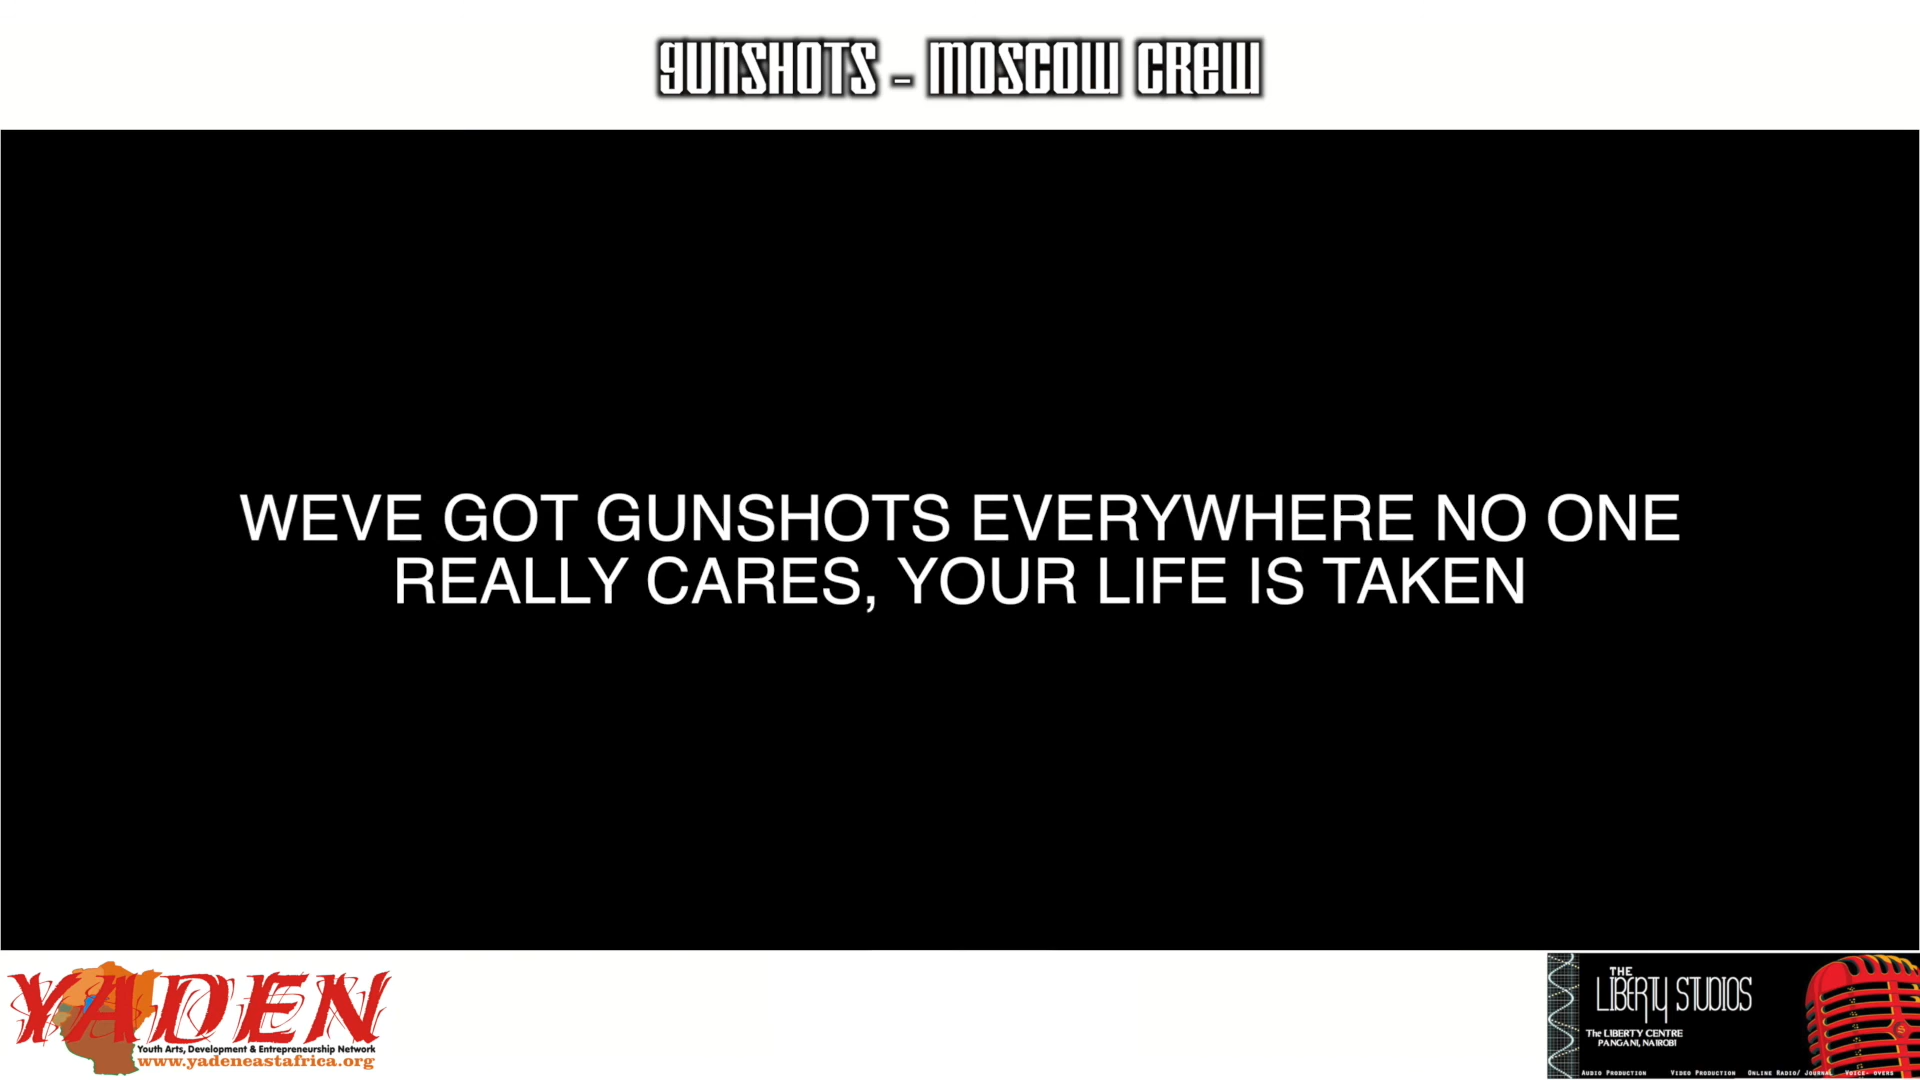 GUNSHOTS - MOSCOW CREW
WEVE GOT GUNSHOTS EVERYWHERE NO ONE
REALLY CARES, YOUR LIFE IS TAKEN
YADEN
Youth Arts, Development & Entrepreneurship Network
www.yadeneastafrica.org
THE
LIBERTY STUDIOS
The LIBERTY CENTRE
PANGANI, NAIROBI
AUDIO PRODUCTION VIDEO PRODUCTION ONLINE RADIO/ JOURNAL VOICE- OVERS